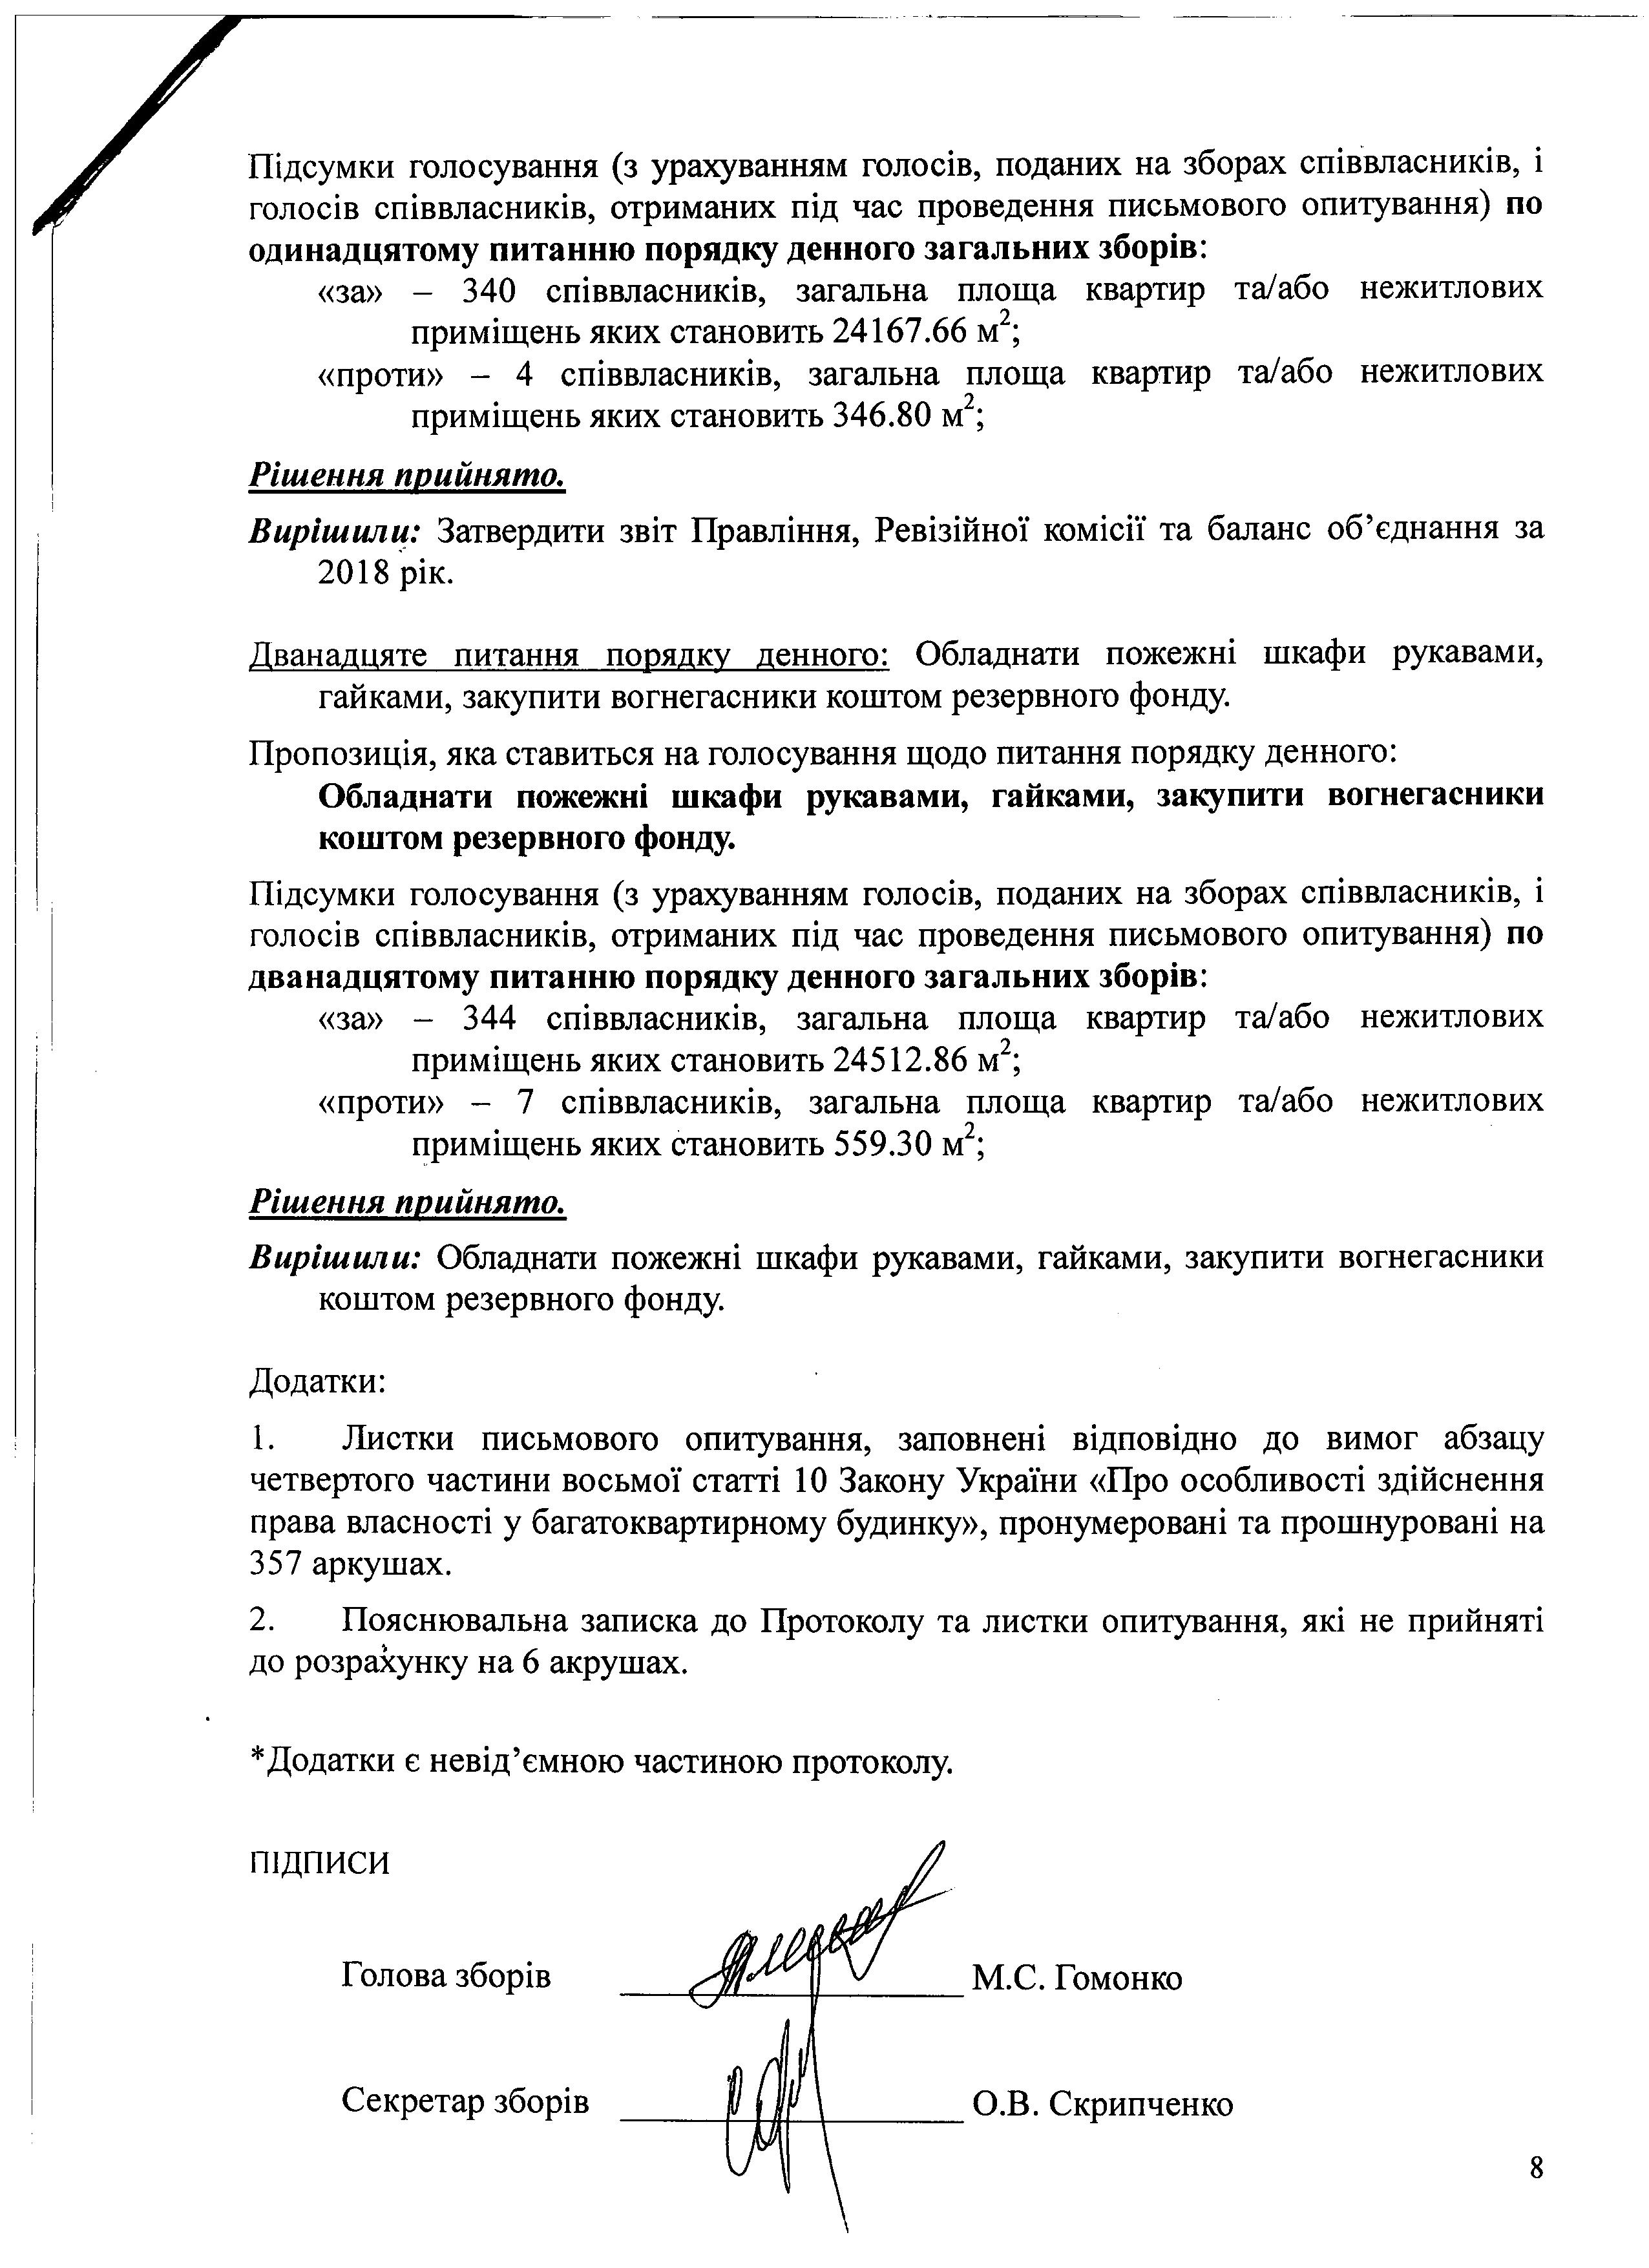 Підсумки голосування (з урахуванням голосів, поданих на зборах співвласників, і
голосів співвласників, отриманих під час проведення письмового опитування) по
одинадцятому питанню порядку денного загальних зборів:
«за» – 340 співвласників, загальна площа квартир та/або нежитлових
приміщень яких становить 24167.66 м²;
«проти» – 4 співвласників, загальна площа квартир та/або нежитлових
приміщень яких становить 346.80 м²;
Рішення прийнято.
Вирішили: Затвердити звіт Правління, Ревізійної комісії та баланс об’єднання за
2018 рік.
Дванадцяте питання порядку денного: Обладнати пожежні шкафи рукавами,
гайками, закупити вогнегасники коштом резервного фонду.
Пропозиція, яка ставиться на голосування щодо питання порядку денного:
Обладнати пожежні шкафи рукавами, гайками, закупити вогнегасники
коштом резервного фонду.
Підсумки голосування (з урахуванням голосів, поданих на зборах співвласників, і
голосів співвласників, отриманих під час проведення письмового опитування) по
дванадцятому питанню порядку денного загальних зборів:
«за» – 344 співвласників, загальна площа квартир та/або нежитлових
приміщень яких становить 24512.86 м²;
«проти» – 7 співвласників, загальна площа квартир та/або нежитлових
приміщень яких становить 559.30 м²;
Рішення прийнято.
Вирішили: Обладнати пожежні шкафи рукавами, гайками, закупити вогнегасники
коштом резервного фонду.
Додатки:
1. Листки письмового опитування, заповнені відповідно до вимог абзацу
четвертого частини восьмої статті 10 Закону України «Про особливості здійснення
права власності у багатоквартирному будинку», пронумеровані та прошнуровані на
357 аркушах.
2. Пояснювальна записка до Протоколу та листки опитування, які не прийняті
до розрахунку на 6 акрушах.
*Додатки є невід’ємною частиною протоколу.
ПІДПИСИ
Голова зборів М.С. Гомонко
Секретар зборів О.В. Скрипченко
8